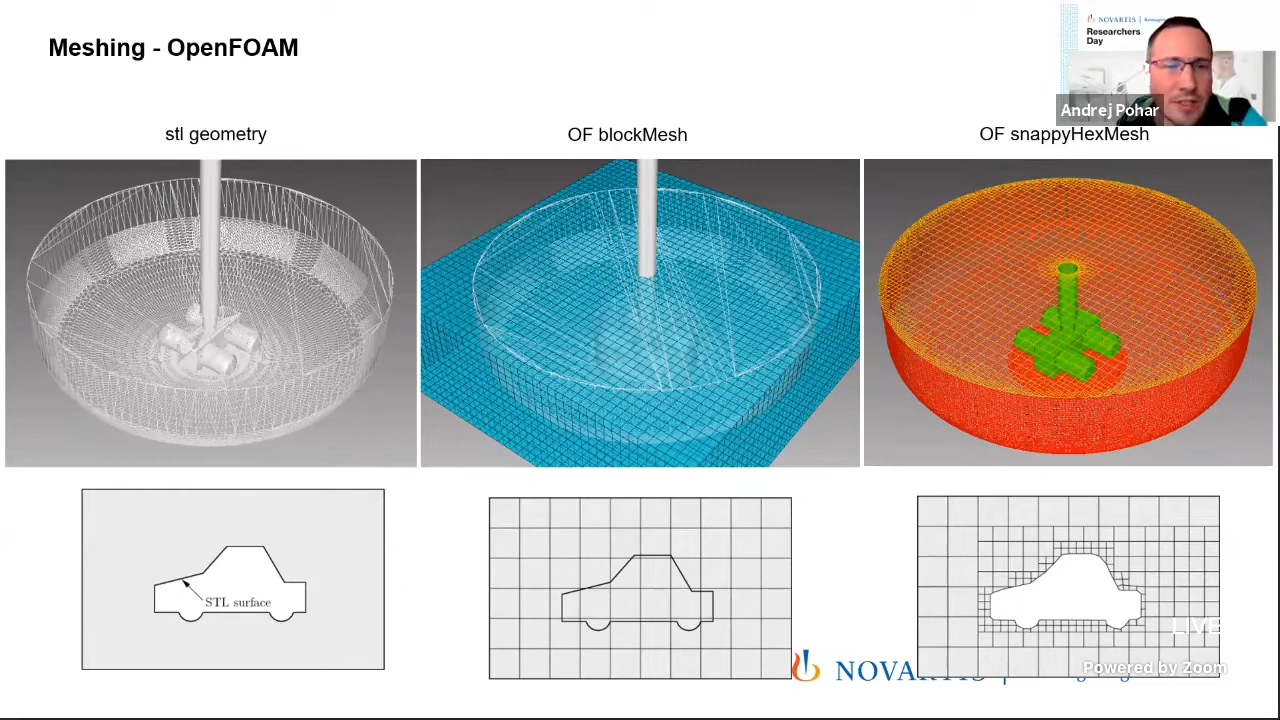 Meshing - OpenFOAM
NOVARTIS
Researchers
Day
Andrej Pohar
stl geometry
OF blockMesh
OF snappyHexMesh
STL surface
LIVE
Powered by Zoom
NOVARTIS